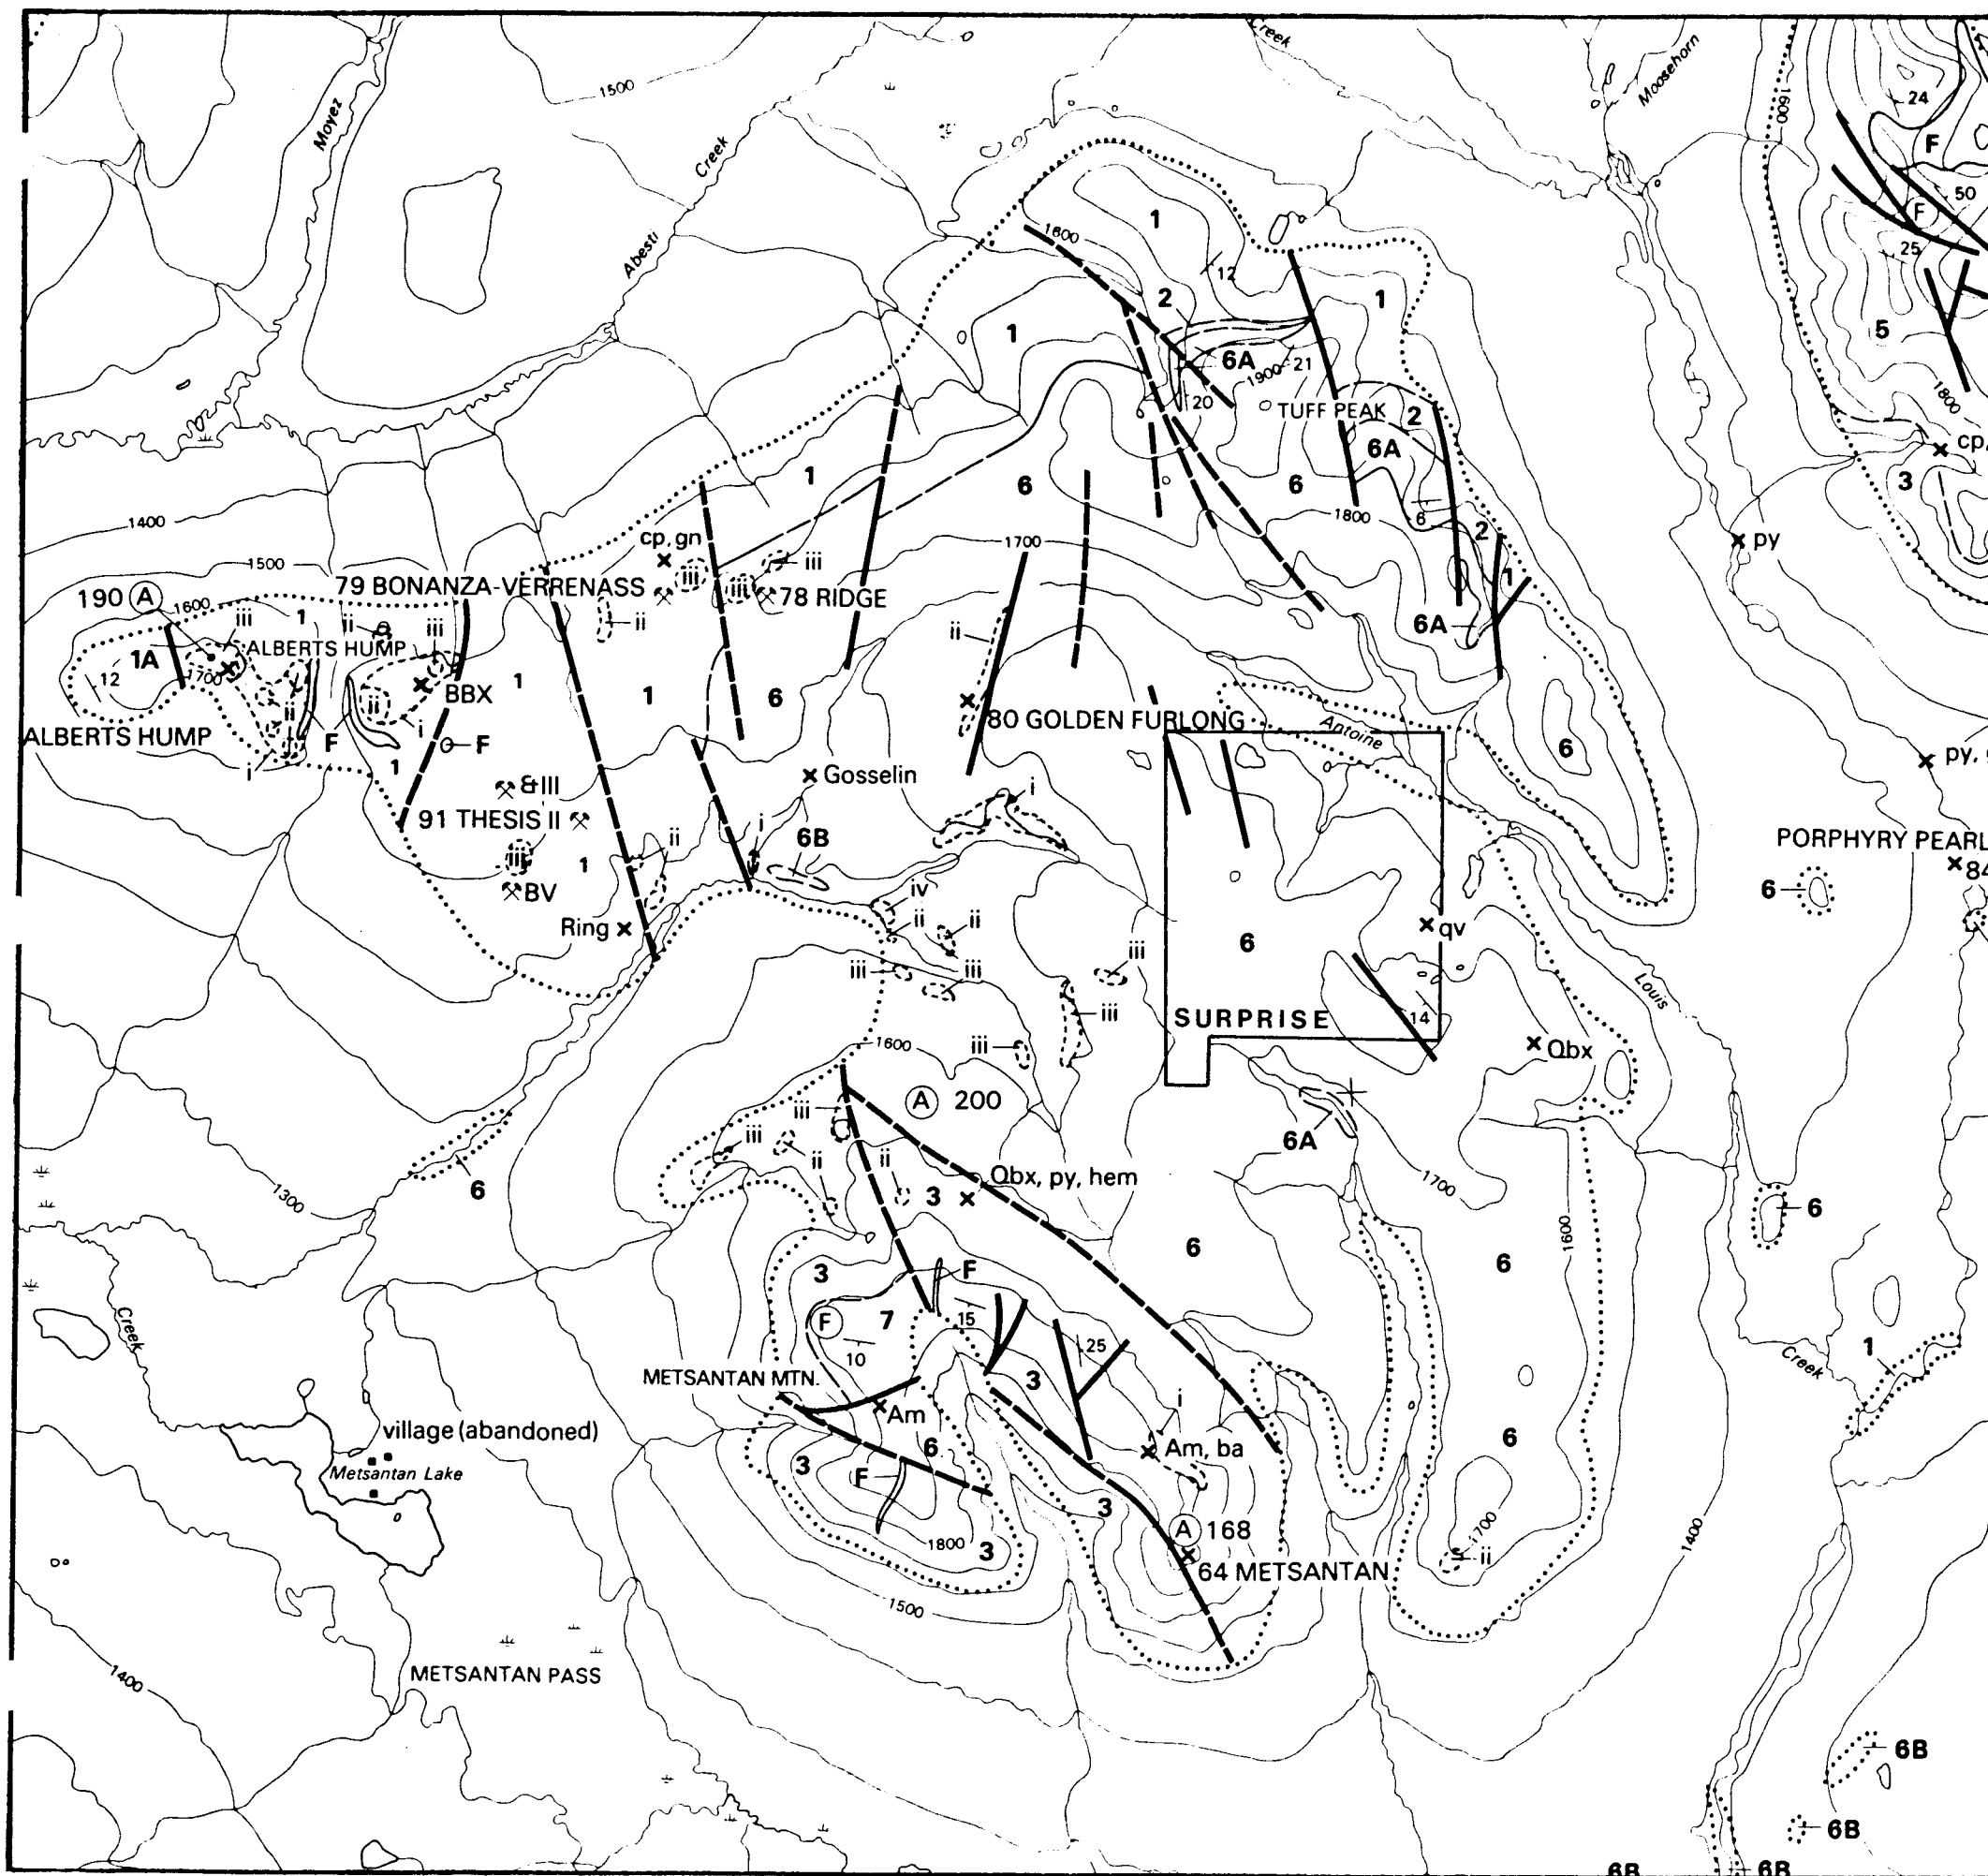 Creek
Moosehorn
1600
24
Moyez
1500
Creek
F
50
F
1
25
Abesti
1600
12
2
1
1
5
6A
1900
21
20
TUFF PEAK
2
1800
6A
cp,
1
6
6
3
1400
1800
6
2
cp, gn
1700
py
1500
iii
iii
iii
79 BONANZA-VERRENASS
78 RIDGE
1
190 A
1600
iii
1
ii
iii
ii
ii
6A
ALBERTS HUMP
1A
12
1700
BBX
1
1
6
ii
ii
i
80 GOLDEN FURLONG
Antoine
ALBERTS HUMP
F
F
6
py,
1
i
Gosselin
& III
i
91 THESIS II
i
6B
ii
PORPHYRY PEARL
iii
1
84
BV
iv
6
Ring
ii
ii
qv
6
iii
iii
iii
Louis
iii
SURPRISE
14
1600
iii
Qbx
A 200
iii
iii
6A
ii
ii
Qbx, py, hem
1700
1300
6
3
6
1600
6
6
3
F
Creek
F
7
15
1
10
25
METSANTAN MTN.
3
Creek
i
Am
village (abandoned)
6
Am, ba
6
3
Metsantan Lake
F
3
1700
A 168
1400
1800
3
ii
64 METSANTAN
1500
METSANTAN PASS
1400
6B
6B
6B
6B